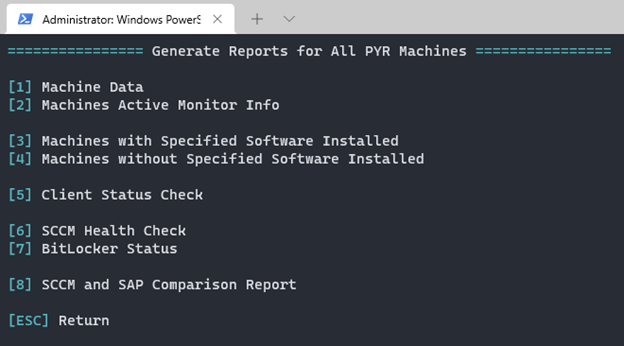 Administrator: Windows PowerS
================ Generate Reports for All PYR Machines ================
[1] Machine Data
[2] Machines Active Monitor Info
[3] Machines with Specified Software Installed
[4] Machines without Specified Software Installed
[5] Client Status Check
[6] SCCM Health Check
[7] BitLocker Status
[8] SCCM and SAP Comparison Report
[ESC] Return